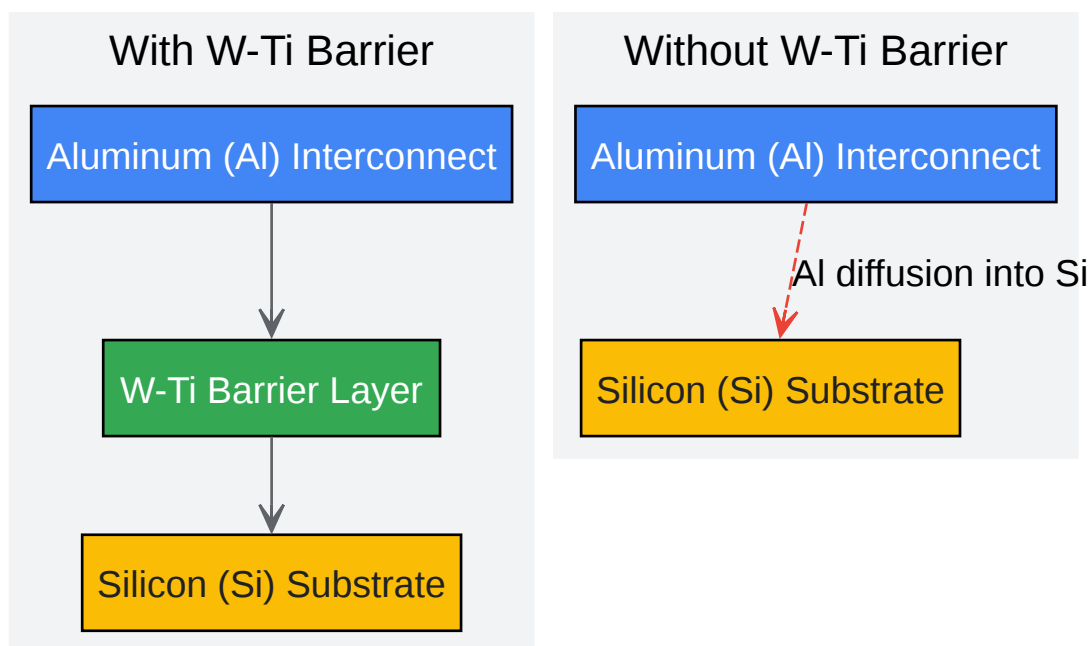 With W-Ti Barrier
Aluminum (Al) Interconnect
W-Ti Barrier Layer
Silicon (Si) Substrate
Without W-Ti Barrier
Aluminum (Al) Interconnect
Al diffusion into Si
Silicon (Si) Substrate